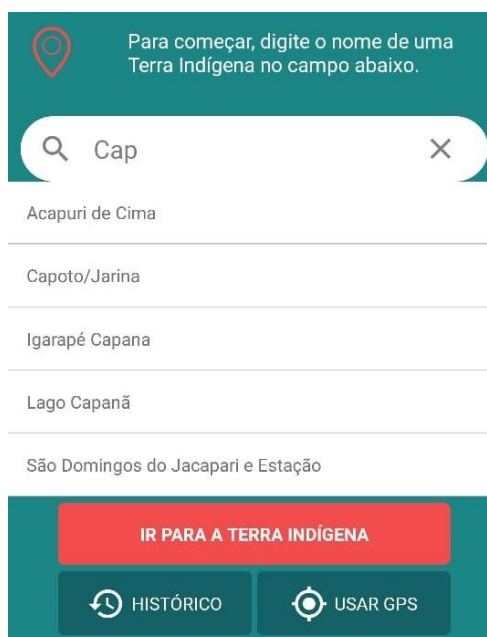 Para começar, digite o nome de uma
Terra Indígena no campo abaixo.
Cap
Acapuri de Cima
Capoto/Jarina
Igarapé Capana
Lago Capanã
São Domingos do Jacapari e Estação
IR PARA A TERRA INDÍGENA
HISTÓRICO
USAR GPS